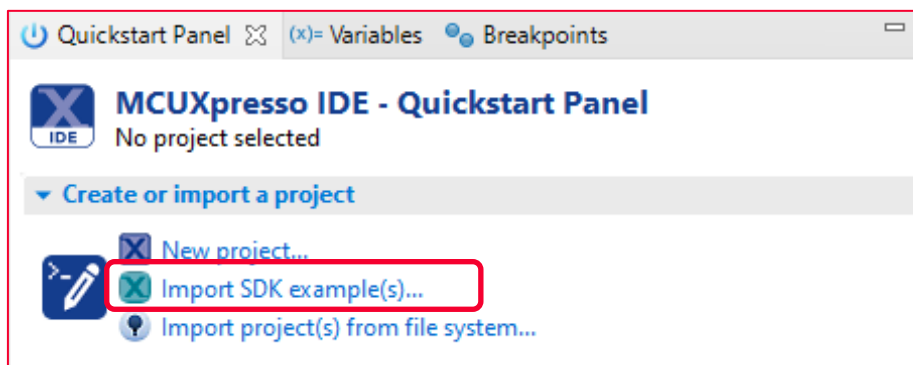 Quickstart Panel (x)= Variables Breakpoints
X
IDE
MCUXpresso IDE - Quickstart Panel
No project selected
Create or import a project
New project...
Import SDK example(s)...
Import project(s) from file system...